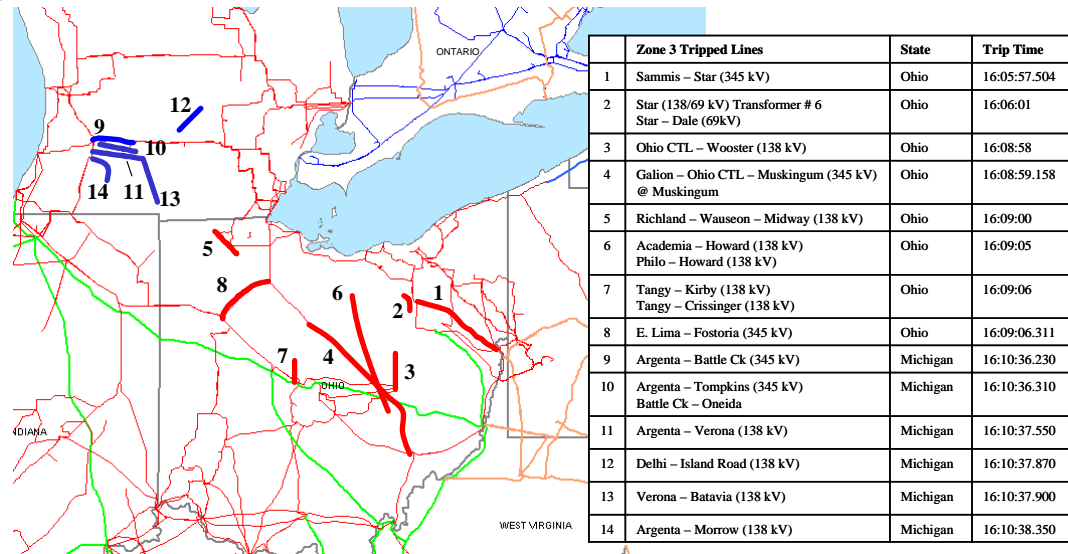 ONTARIO
12
9
10
14
11
13
5
8
6
1
2
7
4
3
OHIO
NDIANA
WEST VIRGINIA
Zone 3 Tripped Lines State Trip Time
1 Sammis – Star (345 kV) Ohio 16:05:57.504
2 Star (138/69 kV) Transformer # 6 Ohio 16:06:01
Star – Dale (69kV)
3 Ohio CTL – Wooster (138 kV) Ohio 16:08:58
4 Galion – Ohio CTL – Muskingum (345 kV) Ohio 16:08:59.158
@ Muskingum
5 Richland – Wauseon – Midway (138 kV) Ohio 16:09:00
6 Academia – Howard (138 kV) Ohio 16:09:05
Philo – Howard (138 kV)
7 Tangy – Kirby (138 kV) Ohio 16:09:06
Tangy – Crissinger (138 kV)
8 E. Lima – Fostoria (345 kV) Ohio 16:09:06.311
9 Argenta – Battle Ck (345 kV) Michigan 16:10:36.230
10 Argenta – Tompkins (345 kV) Michigan 16:10:36.310
Battle Ck – Oneida
11 Argenta – Verona (138 kV) Michigan 16:10:37.550
12 Delhi – Island Road (138 kV) Michigan 16:10:37.870
13 Verona – Batavia (138 kV) Michigan 16:10:37.900
14 Argenta – Morrow (138 kV) Michigan 16:10:38.350